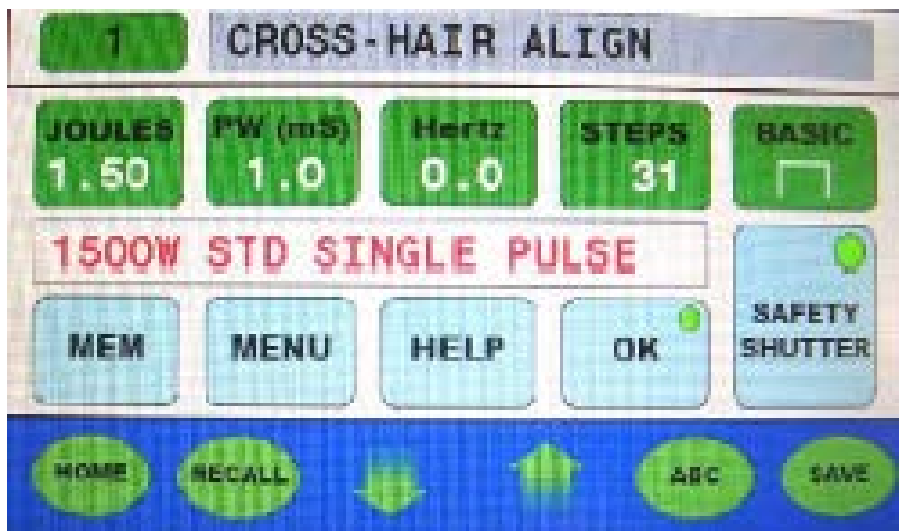 1 CROSS-HAIR ALIGN
JOULES PW (mS) Hertz STEPS BASIC
1.50 1.0 0.0 31
1500W STD SINGLE PULSE
SAFETY
MEM MENU HELP OK SHUTTER
HOME RECALL ABC SAVE